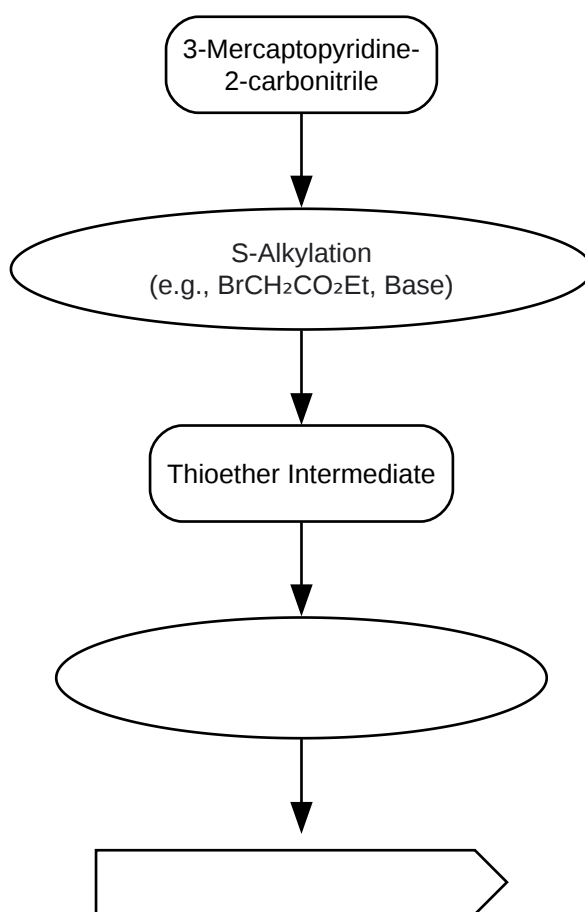 3-Mercaptopyridine-
2-carbonitrile
S-Alkylation
(e.g., BrCH₂CO₂Et, Base)
Thioether Intermediate